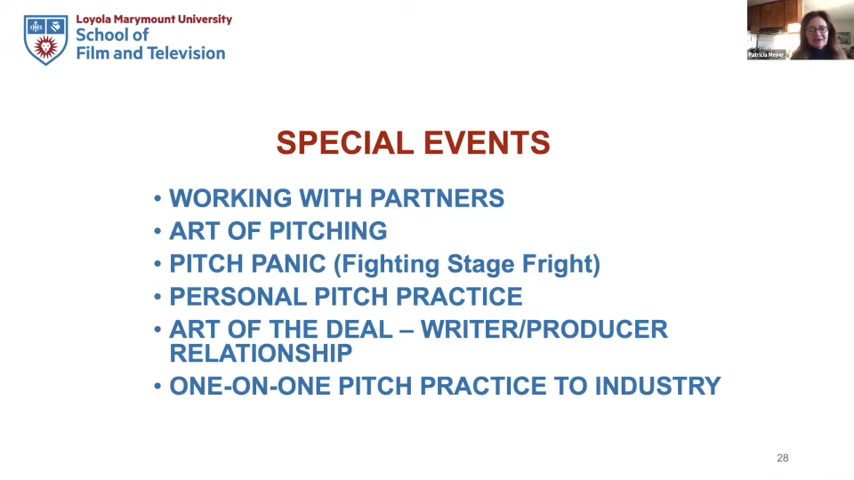 Loyola Marymount University
School of
Film and Television
Patricia Meyer
SPECIAL EVENTS
• WORKING WITH PARTNERS
• ART OF PITCHING
• PITCH PANIC (Fighting Stage Fright)
• PERSONAL PITCH PRACTICE
• ART OF THE DEAL – WRITER/PRODUCER
RELATIONSHIP
• ONE-ON-ONE PITCH PRACTICE TO INDUSTRY
28